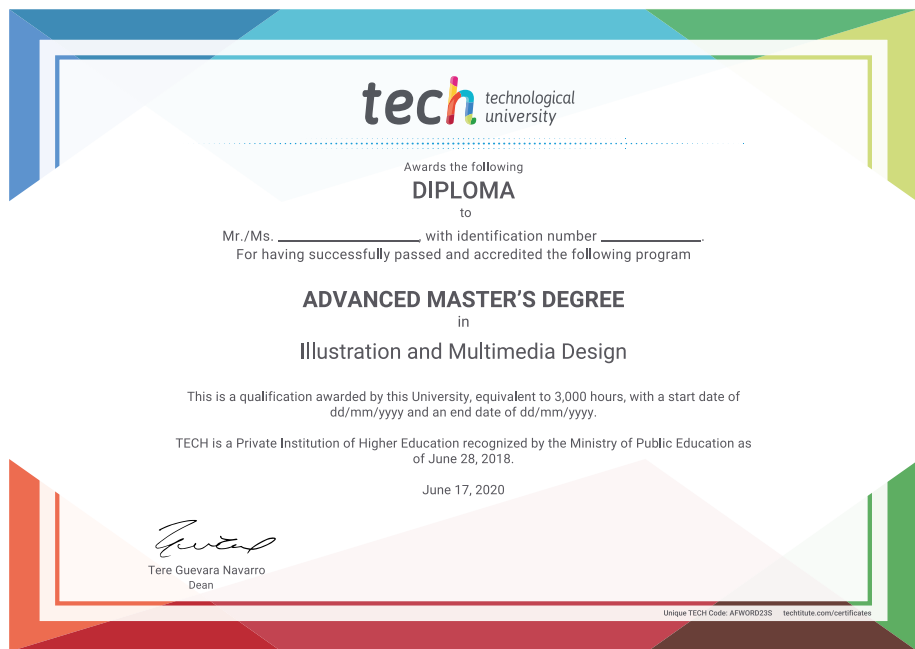 tech technological
university
Awards the following
DIPLOMA
to
Mr./Ms. ____________________, with identification number ______________.
For having successfully passed and accredited the following program
ADVANCED MASTER'S DEGREE
in
Illustration and Multimedia Design
This is a qualification awarded by this University, equivalent to 3,000 hours, with a start date of
dd/mm/yyyy and an end date of dd/mm/yyyy.
TECH is a Private Institution of Higher Education recognized by the Ministry of Public Education as
of June 28, 2018.
June 17, 2020
Tere Guevara Navarro
Dean
Unique TECH Code: AFWORD23S techtitute.com/certificates